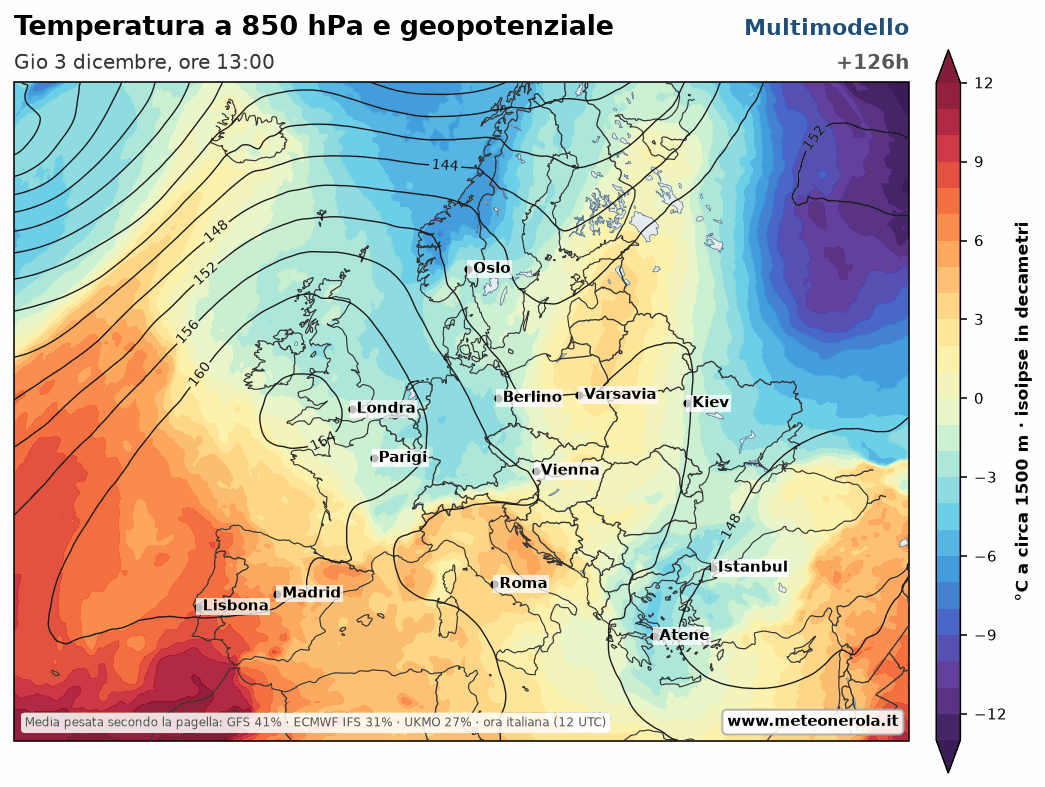 Temperatura a 850 hPa e geopotenziale
Multimodello
Gio 3 dicembre, ore 13:00
+126h
144
152
148
152
156
160
164
148
Oslo
Berlino
Varsavia
Kiev
Londra
Parigi
Vienna
Istanbul
Roma
Madrid
Lisbona
Atene
Media pesata secondo la pagella: GFS 41% · ECMWF IFS 31% · UKMO 27% · ora italiana (12 UTC)
www.meteonerola.it
12
9
6
3
0
−3
−6
−9
−12
°C a circa 1500 m · isoipse in decametri